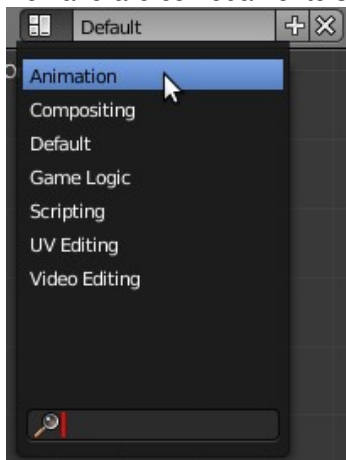 Default
Animation
Compositing
Default
Game Logic
Scripting
UV Editing
Video Editing